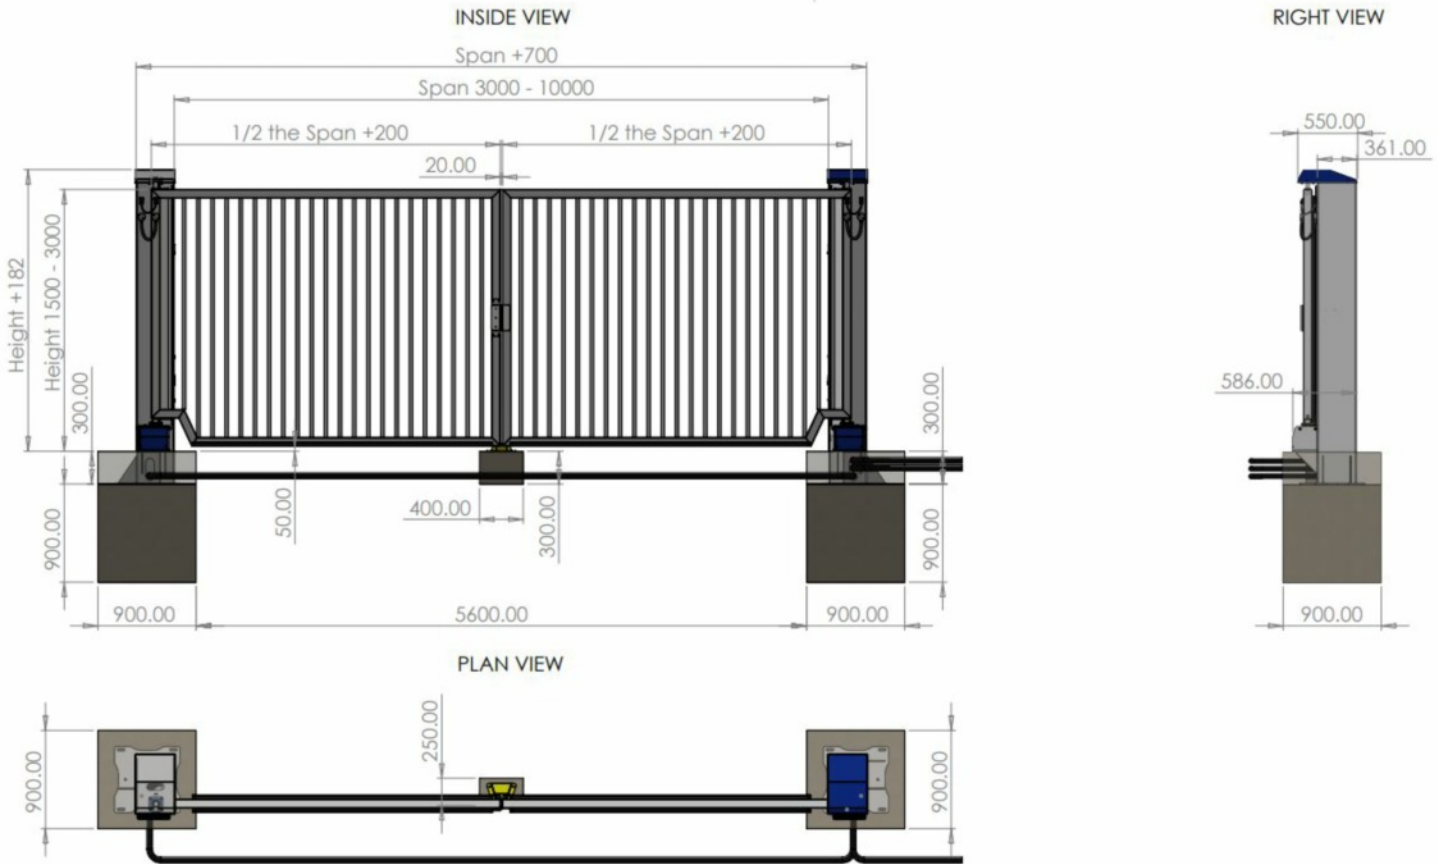 INSIDE VIEW
RIGHT VIEW
Span +700
Span 3000 - 10000
1/2 the Span +200
1/2 the Span +200
20.00
550.00
361.00
Height +182
Height 1500 - 3000
300.00
300.00
586.00
900.00
50.00
400.00
300.00
900.00
900.00
5600.00
900.00
900.00
PLAN VIEW
900.00
250.00
900.00